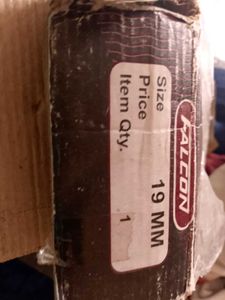 FALCON
Size 19 MM
Price
Item Qty. 1